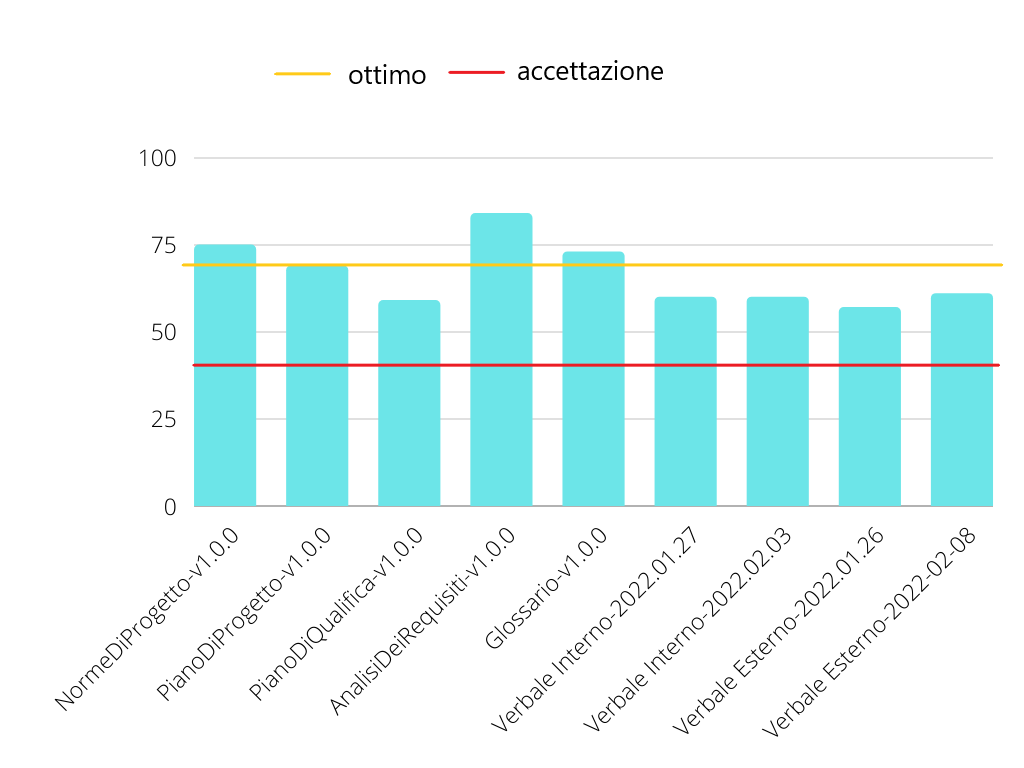 ottimo
accettazione
100
75
50
25
0
NormeDiProgetto-v1.0.0
PianoDiProgetto-v1.0.0
PianoDiQualifica-v1.0.0
AnalisiDeiRequisiti-v1.0.0
Glossario-v1.0.0
Verbale Interno-2022.01.27
Verbale Interno-2022.02.03
Verbale Esterno-2022.01.26
Verbale Esterno-2022-02-08